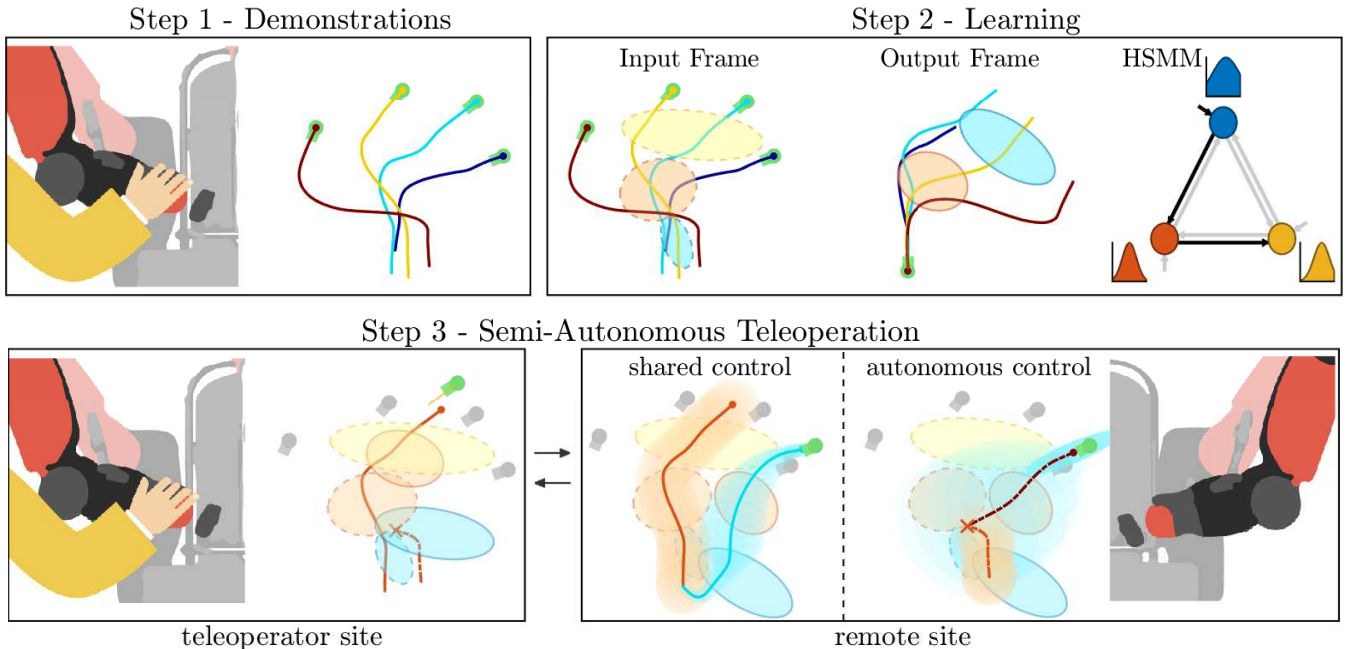 Step 1 - Demonstrations
Step 2 - Learning
Input Frame
Output Frame
HSMM
Step 3 - Semi-Autonomous Teleoperation
shared control
autonomous control
teleoperator site
remote site